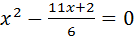 x² − (11x+2)/6 = 0